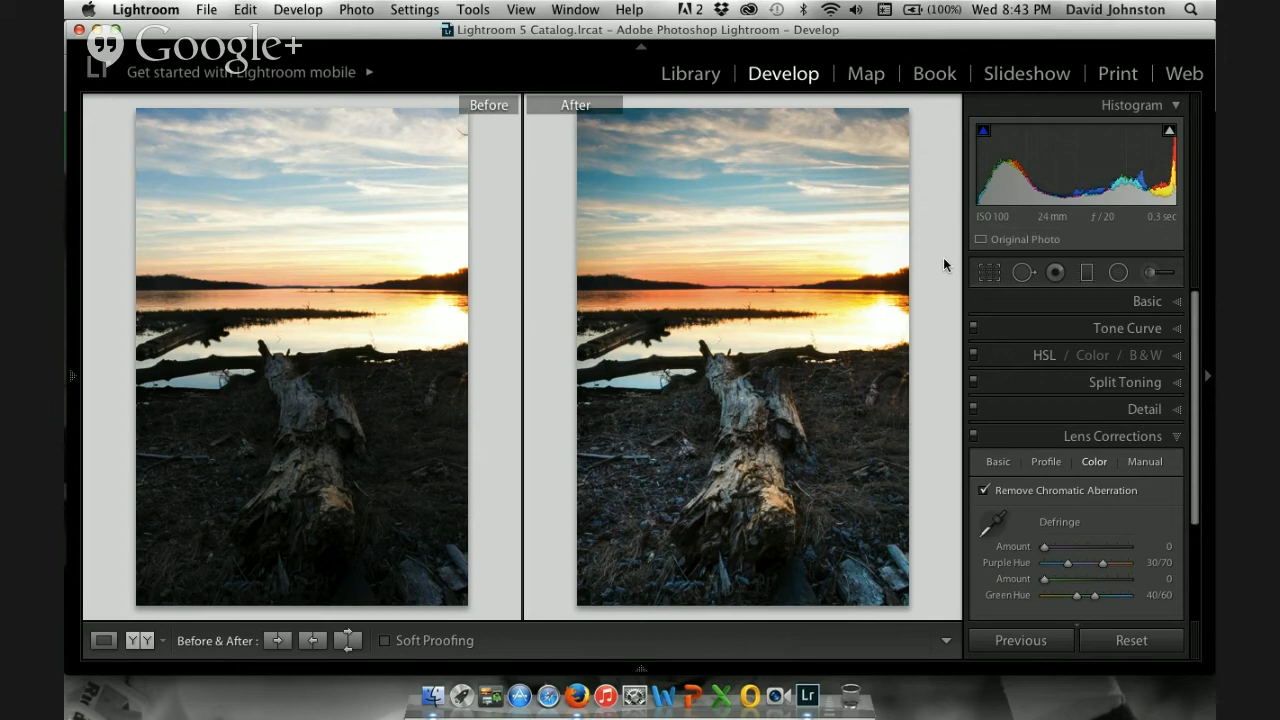 Lightroom File Edit Develop Photo Settings Tools View Window Help 2 (100%) Wed 8:43 PM David Johnston
Lightroom 5 Catalog.lrcat – Adobe Photoshop Lightroom – Develop
Google+
Get started with Lightroom mobile
Library Develop Map Book Slideshow Print Web
Before After Histogram
ISO 100 24 mm ƒ / 20 0.3 sec
Original Photo
Basic
Tone Curve
HSL / Color / B & W
Split Toning
Detail
Lens Corrections
Basic Profile Color Manual
Remove Chromatic Aberration
Defringe
Amount 0
Purple Hue 30/70
Amount 0
Green Hue 40/60
Y Y Before & After : Soft Proofing Previous Reset
Lr